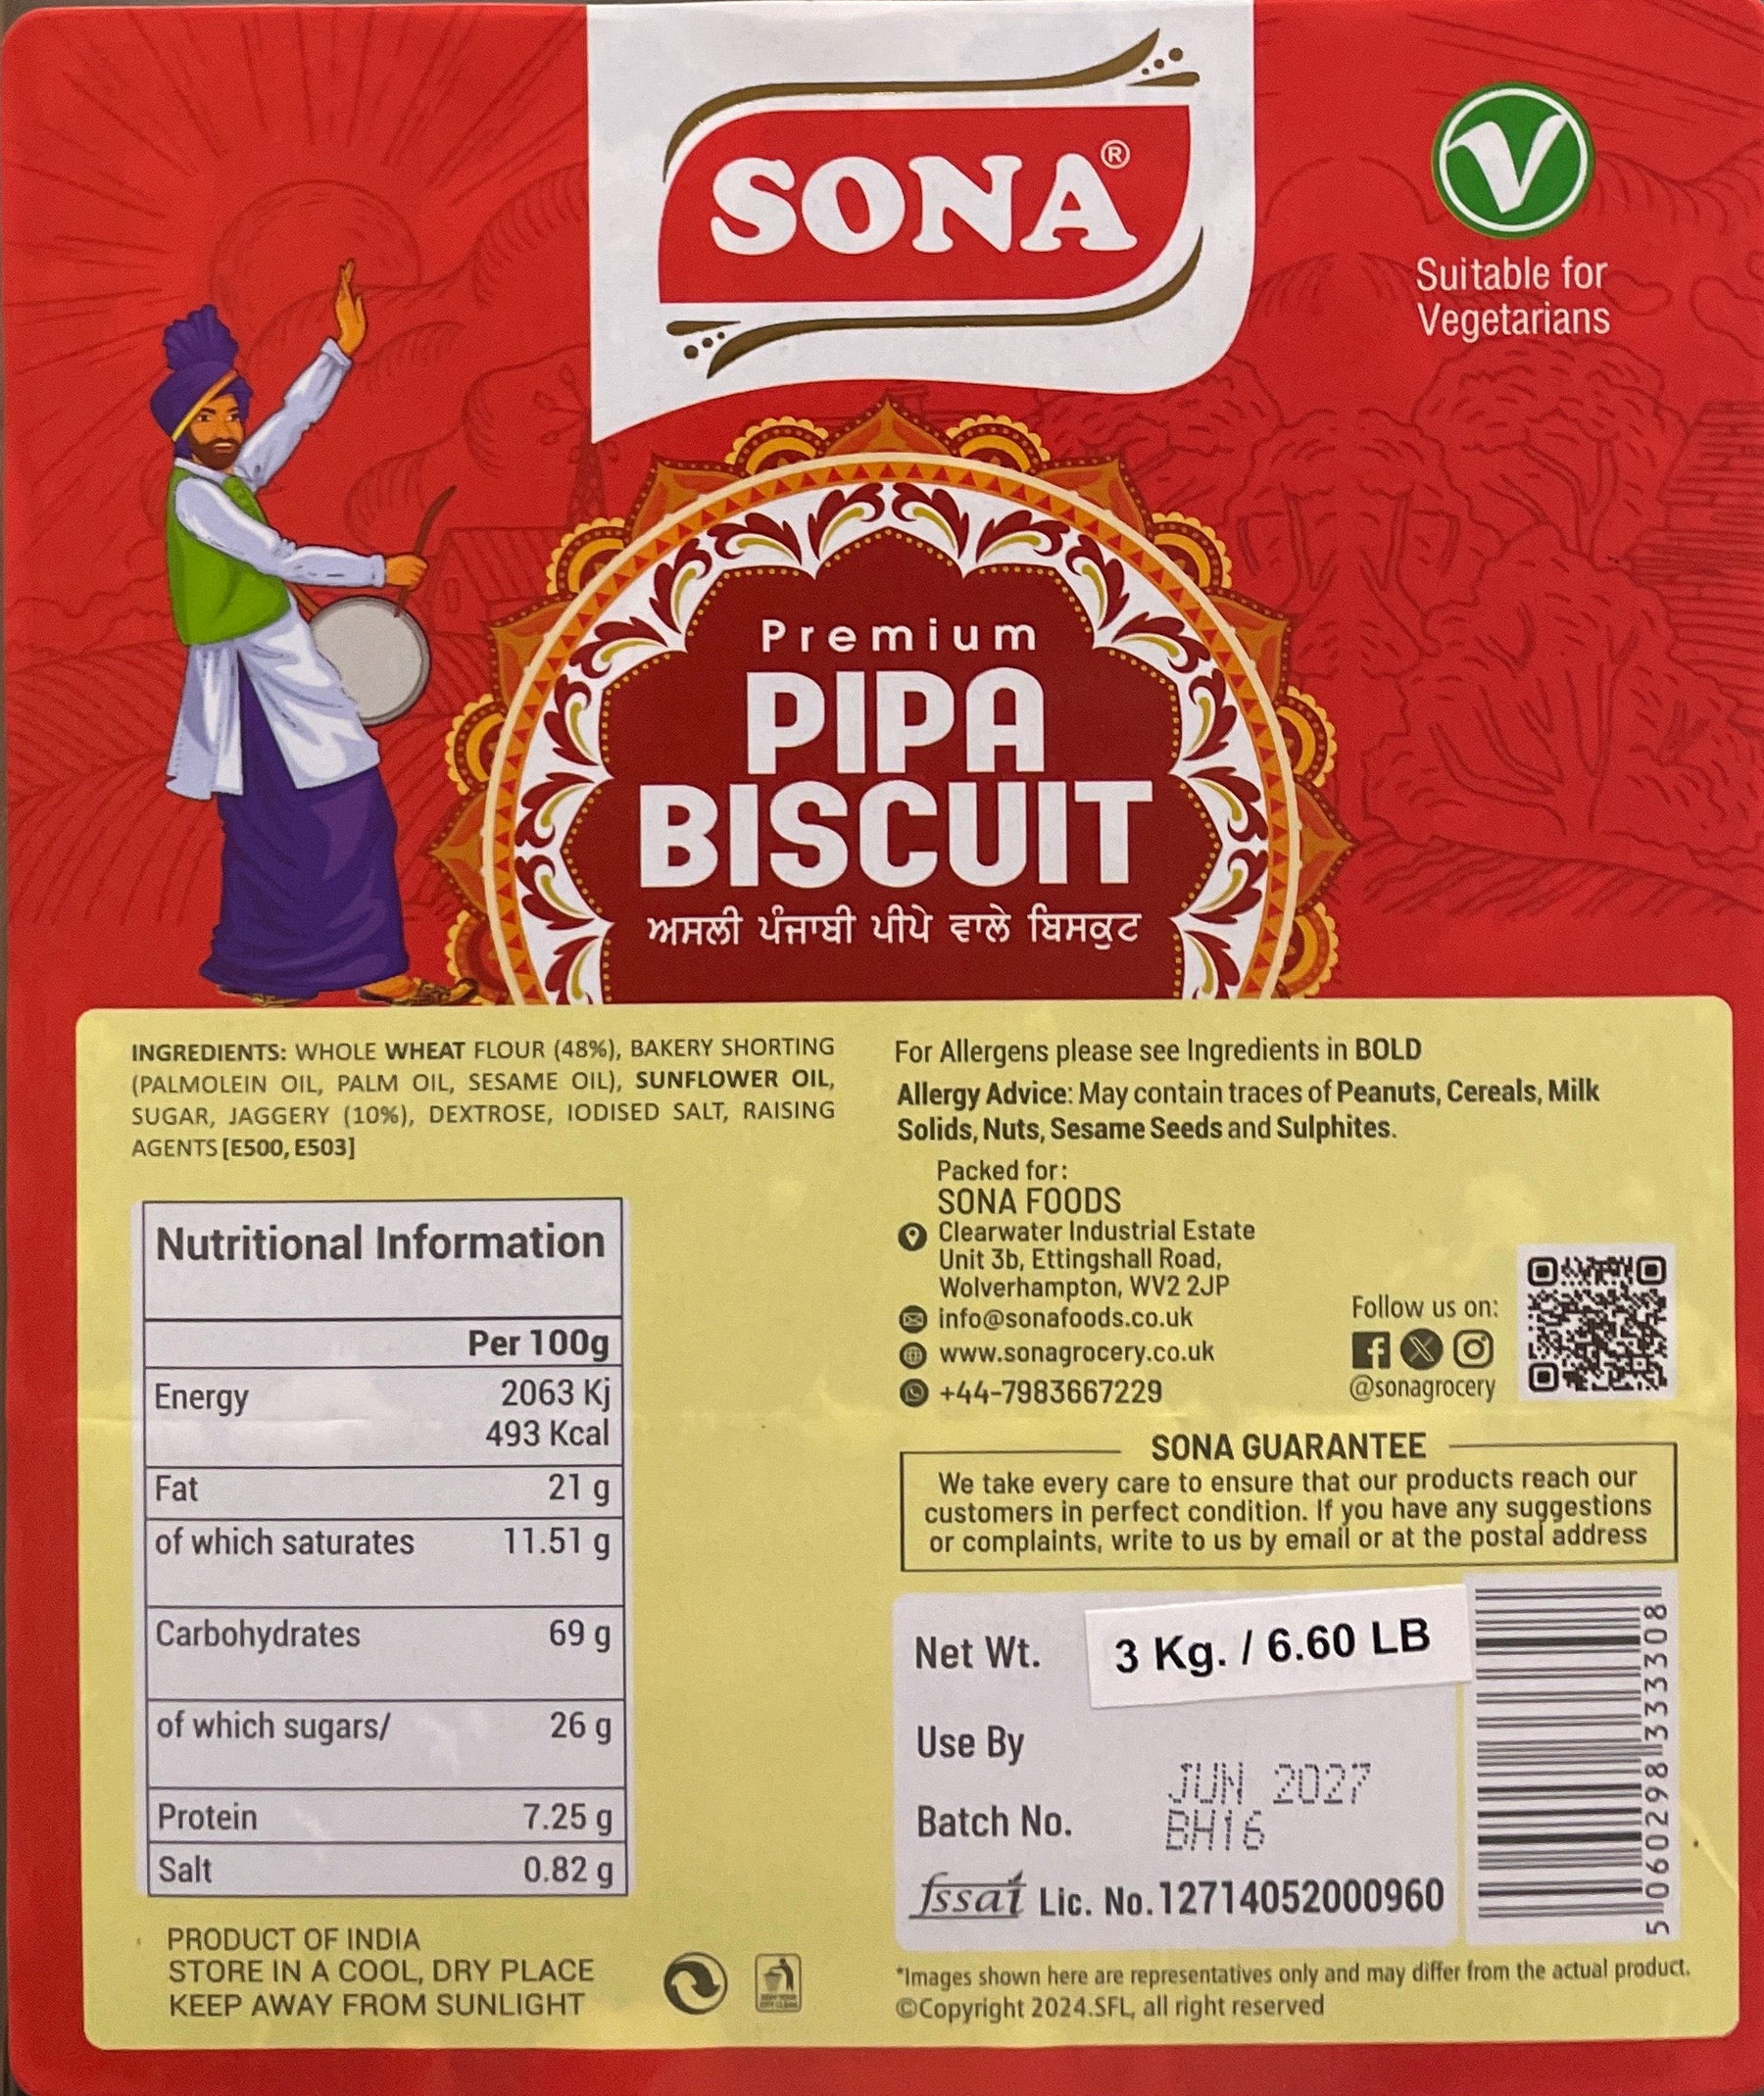 SONA®
Suitable for
Vegetarians
Premium
PIPA
BISCUIT
ਅਸਲੀ ਪੰਜਾਬੀ ਪੀਪੇ ਵਾਲੇ ਬਿਸਕੁਟ
INGREDIENTS: WHOLE WHEAT FLOUR (48%), BAKERY SHORTING
(PALMOLEIN OIL, PALM OIL, SESAME OIL), SUNFLOWER OIL,
SUGAR, JAGGERY (10%), DEXTROSE, IODISED SALT, RAISING
AGENTS [E500, E503]
Nutritional Information
Per 100g
Energy 2063 Kj
493 Kcal
Fat 21 g
of which saturates 11.51 g
Carbohydrates 69 g
of which sugars/ 26 g
Protein 7.25 g
Salt 0.82 g
PRODUCT OF INDIA
STORE IN A COOL, DRY PLACE
KEEP AWAY FROM SUNLIGHT
For Allergens please see Ingredients in BOLD
Allergy Advice: May contain traces of Peanuts, Cereals, Milk
Solids, Nuts, Sesame Seeds and Sulphites.
Packed for:
SONA FOODS
Clearwater Industrial Estate
Unit 3b, Ettingshall Road,
Wolverhampton, WV2 2JP
info@sonafoods.co.uk
www.sonagrocery.co.uk
+44-7983667229
Follow us on:
@sonagrocery
SONA GUARANTEE
We take every care to ensure that our products reach our
customers in perfect condition. If you have any suggestions
or complaints, write to us by email or at the postal address
Net Wt. 3 Kg. / 6.60 LB
Use By JUN 2027
Batch No. BH16
fssai Lic. No. 12714052000960
5060298333308
*Images shown here are representatives only and may differ from the actual product.
©Copyright 2024.SFL, all right reserved